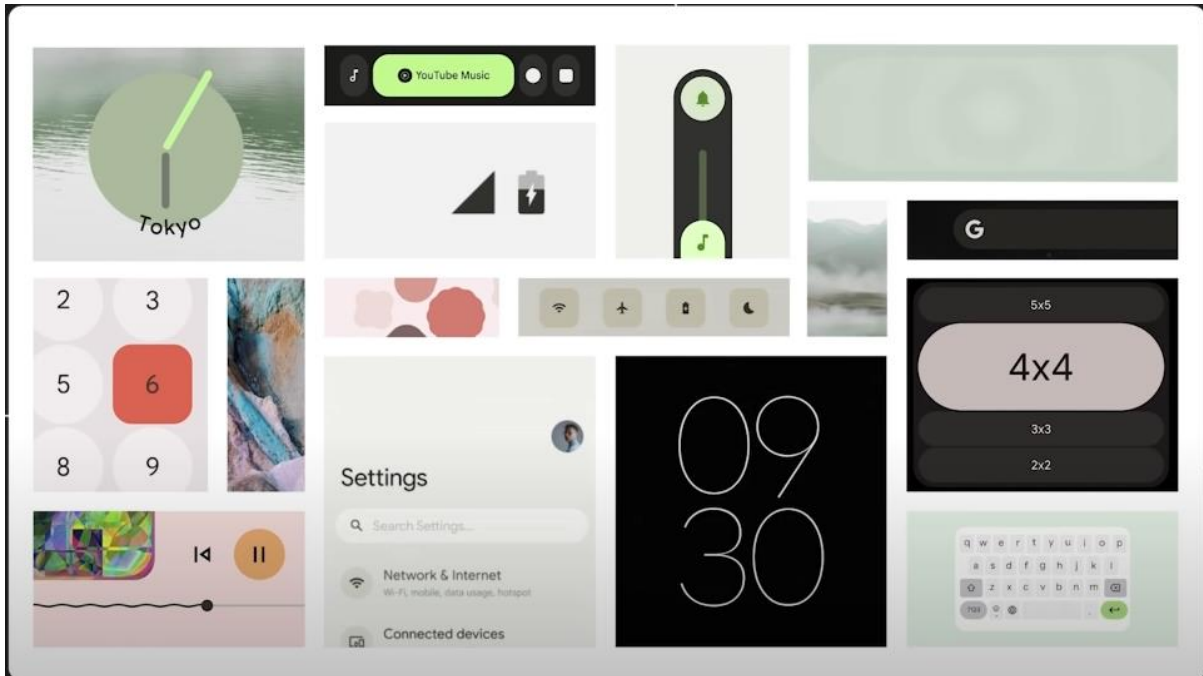 Tokyo
YouTube Music
G
2 3
5 6
8 9
5x5
4x4
3x3
2x2
Settings
Search Settings...
Network & Internet
Wi-Fi, mobile, data usage, hotspot
Connected devices
09
30
q w e r t y u i o p
a s d f g h j k l
z x c v b n m
?123 , .